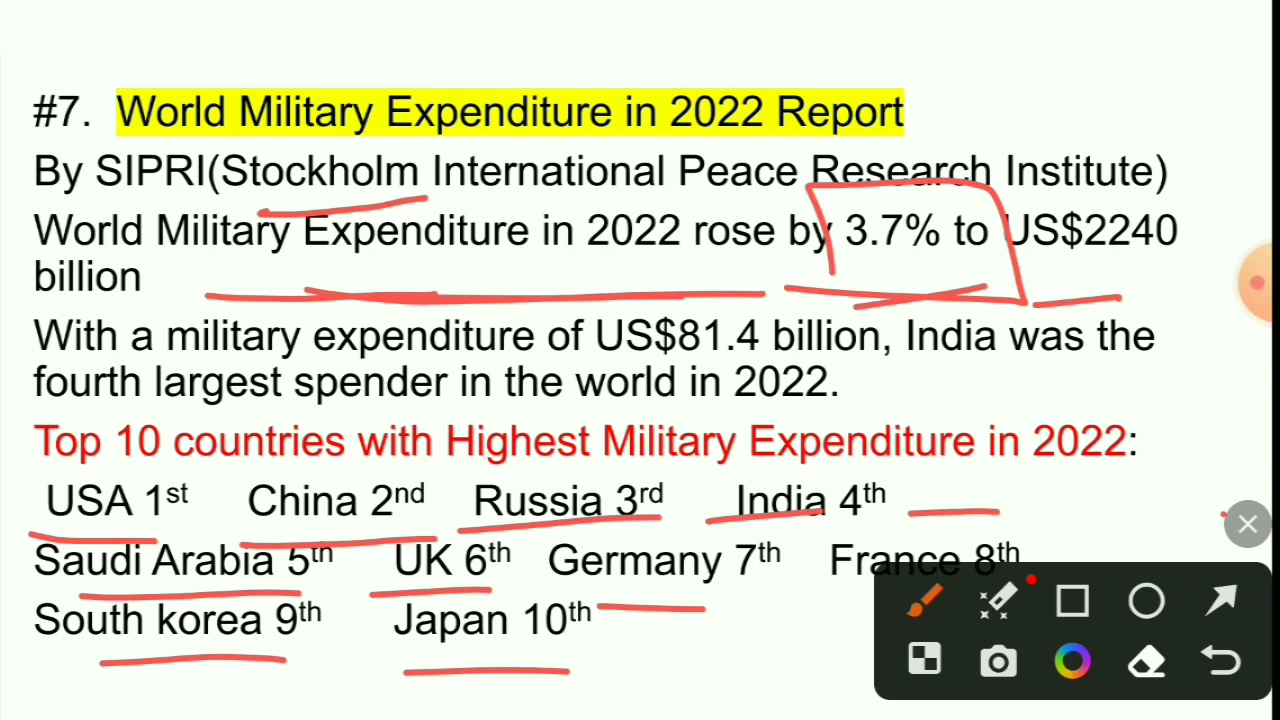 #7. World Military Expenditure in 2022 Report
By SIPRI(Stockholm International Peace Research Institute)
World Military Expenditure in 2022 rose by 3.7% to US$2240
billion
With a military expenditure of US$81.4 billion, India was the
fourth largest spender in the world in 2022.
Top 10 countries with Highest Military Expenditure in 2022:
USA 1st China 2nd Russia 3rd India 4th
Saudi Arabia 5th UK 6th Germany 7th France 8th
South korea 9th Japan 10th